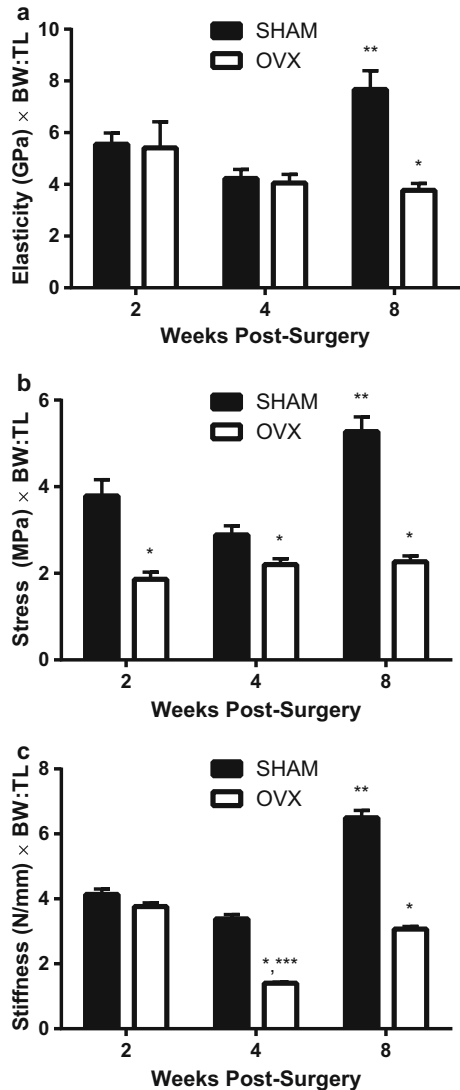 a
SHAM
OVX
**
*
10
8
6
4
2
0
Elasticity (GPa) × BW:TL
2 4 8
Weeks Post-Surgery
b
SHAM
OVX
**
*
*
*
6
4
2
0
Stress (MPa) × BW:TL
2 4 8
Weeks Post-Surgery
c
SHAM
OVX
**
*,***
*
8
6
4
2
0
Stiffness (N/mm) × BW:TL
2 4 8
Weeks Post-Surgery